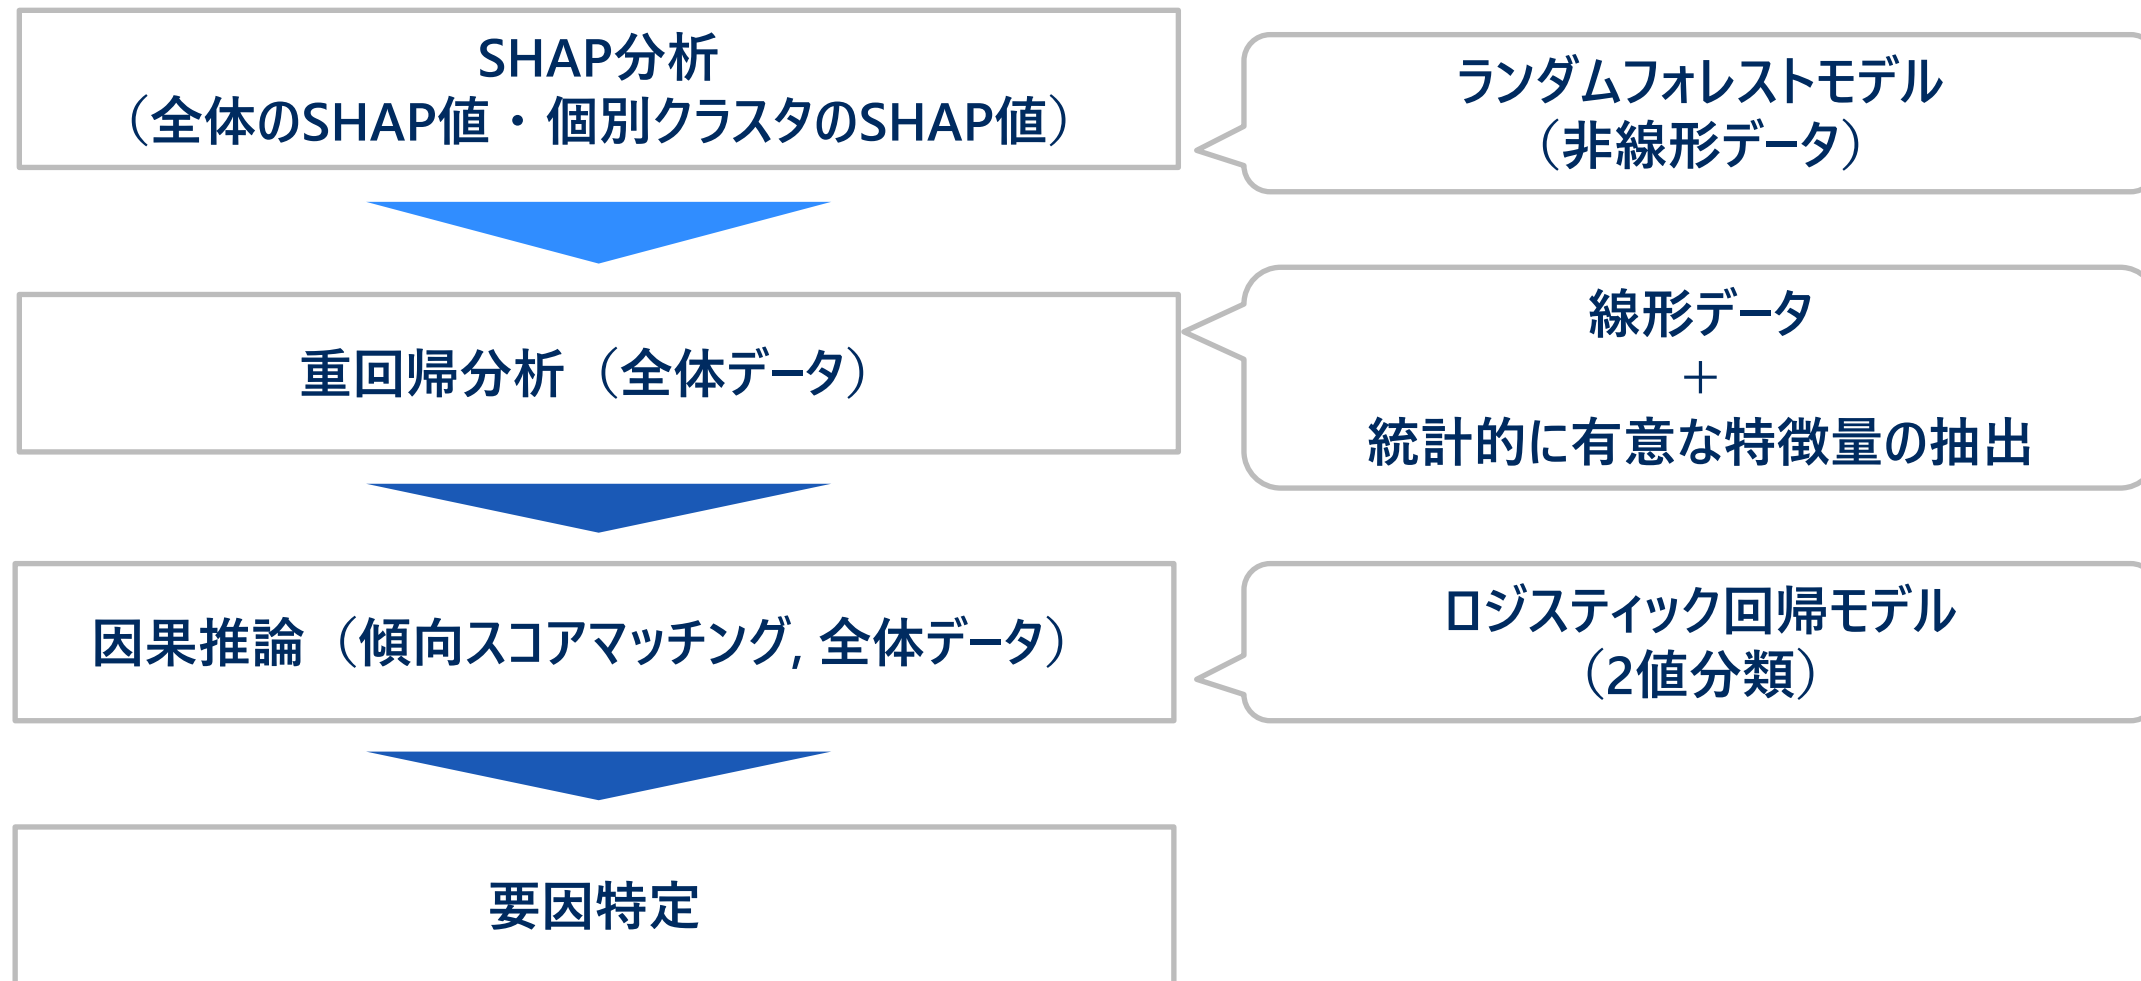 SHAP分析
（全体のSHAP値・個別クラスタのSHAP値）
ランダムフォレストモデル
（非線形データ）
重回帰分析（全体データ）
線形データ
＋
統計的に有意な特徴量の抽出
因果推論（傾向スコアマッチング, 全体データ）
ロジスティック回帰モデル
（2値分類）
要因特定